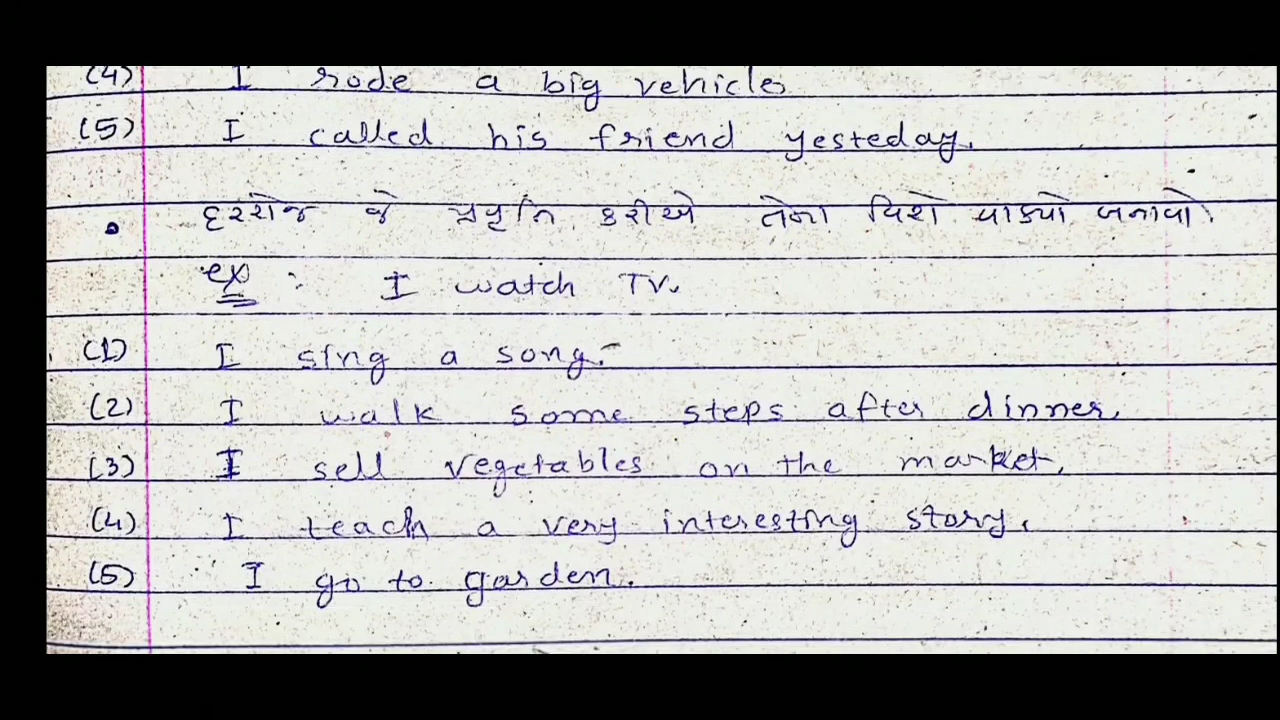 (4) I rode a big vehicle
(5) I called his friend yesteday.
• દરરોજ જે પ્રવૃતિ કરીએ તેના વિશે વાક્યો બનાવો.
ex : I watch TV.
(1) I sing a song.
(2) I walk some steps after dinner.
(3) I sell vegetables on the market.
(4) I teach a very interesting story.
(5) I go to garden.